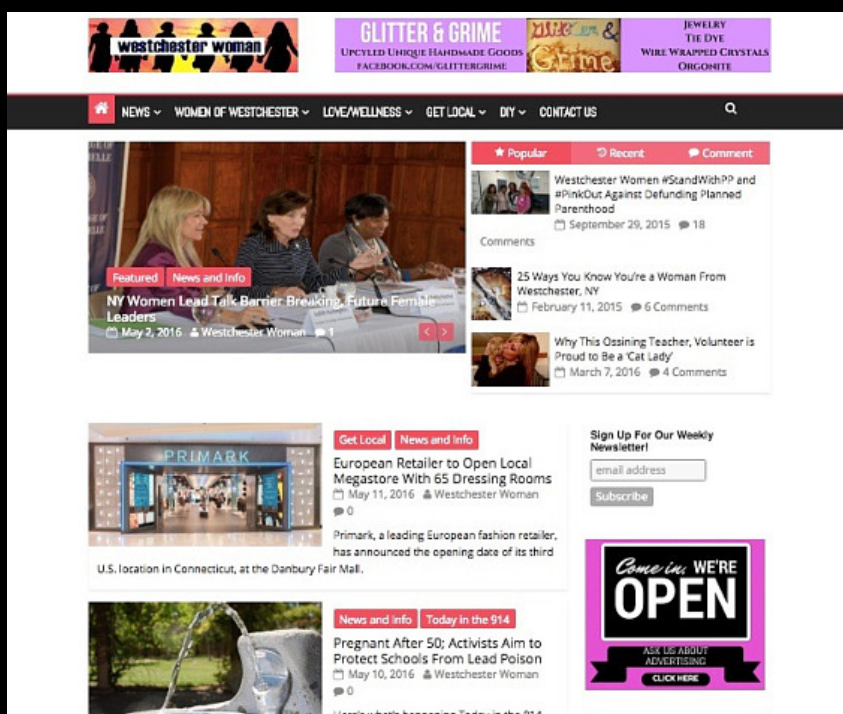 westchester woman
GLITTER & GRIME
UPCYLED UNIQUE HANDMADE GOODS
FACEBOOK.COM/GLITTERGRIME
Glitter &
Grime
JEWELRY
TIE DYE
WIRE WRAPPED CRYSTALS
ORGONITE
NEWS
WOMEN OF WESTCHESTER
LOVE/WELLNESS
GET LOCAL
DIY
CONTACT US
Featured
News and Info
NY Women Lead Talk Barrier Breaking, Future Female
Leaders
May 2, 2016 Westchester Woman 1
Popular
Recent
Comment
Westchester Women #StandWithPP and
#PinkOut Against Defunding Planned
Parenthood
September 29, 2015 18
Comments
25 Ways You Know You're a Woman From
Westchester, NY
February 11, 2015 6 Comments
Why This Ossining Teacher, Volunteer is
Proud to Be a 'Cat Lady'
March 7, 2016 4 Comments
PRIMARK
Get Local
News and Info
European Retailer to Open Local
Megastore With 65 Dressing Rooms
May 11, 2016 Westchester Woman
0
Primark, a leading European fashion retailer,
has announced the opening date of its third
U.S. location in Connecticut, at the Danbury Fair Mall.
News and Info
Today in the 914
Pregnant After 50; Activists Aim to
Protect Schools From Lead Poison
May 10, 2016 Westchester Woman
0
Here's what's happening Today in the 914
Sign Up For Our Weekly
Newsletter!
email address
Subscribe
Come in, WE'RE
OPEN
ASK US ABOUT
ADVERTISING
CLICK HERE